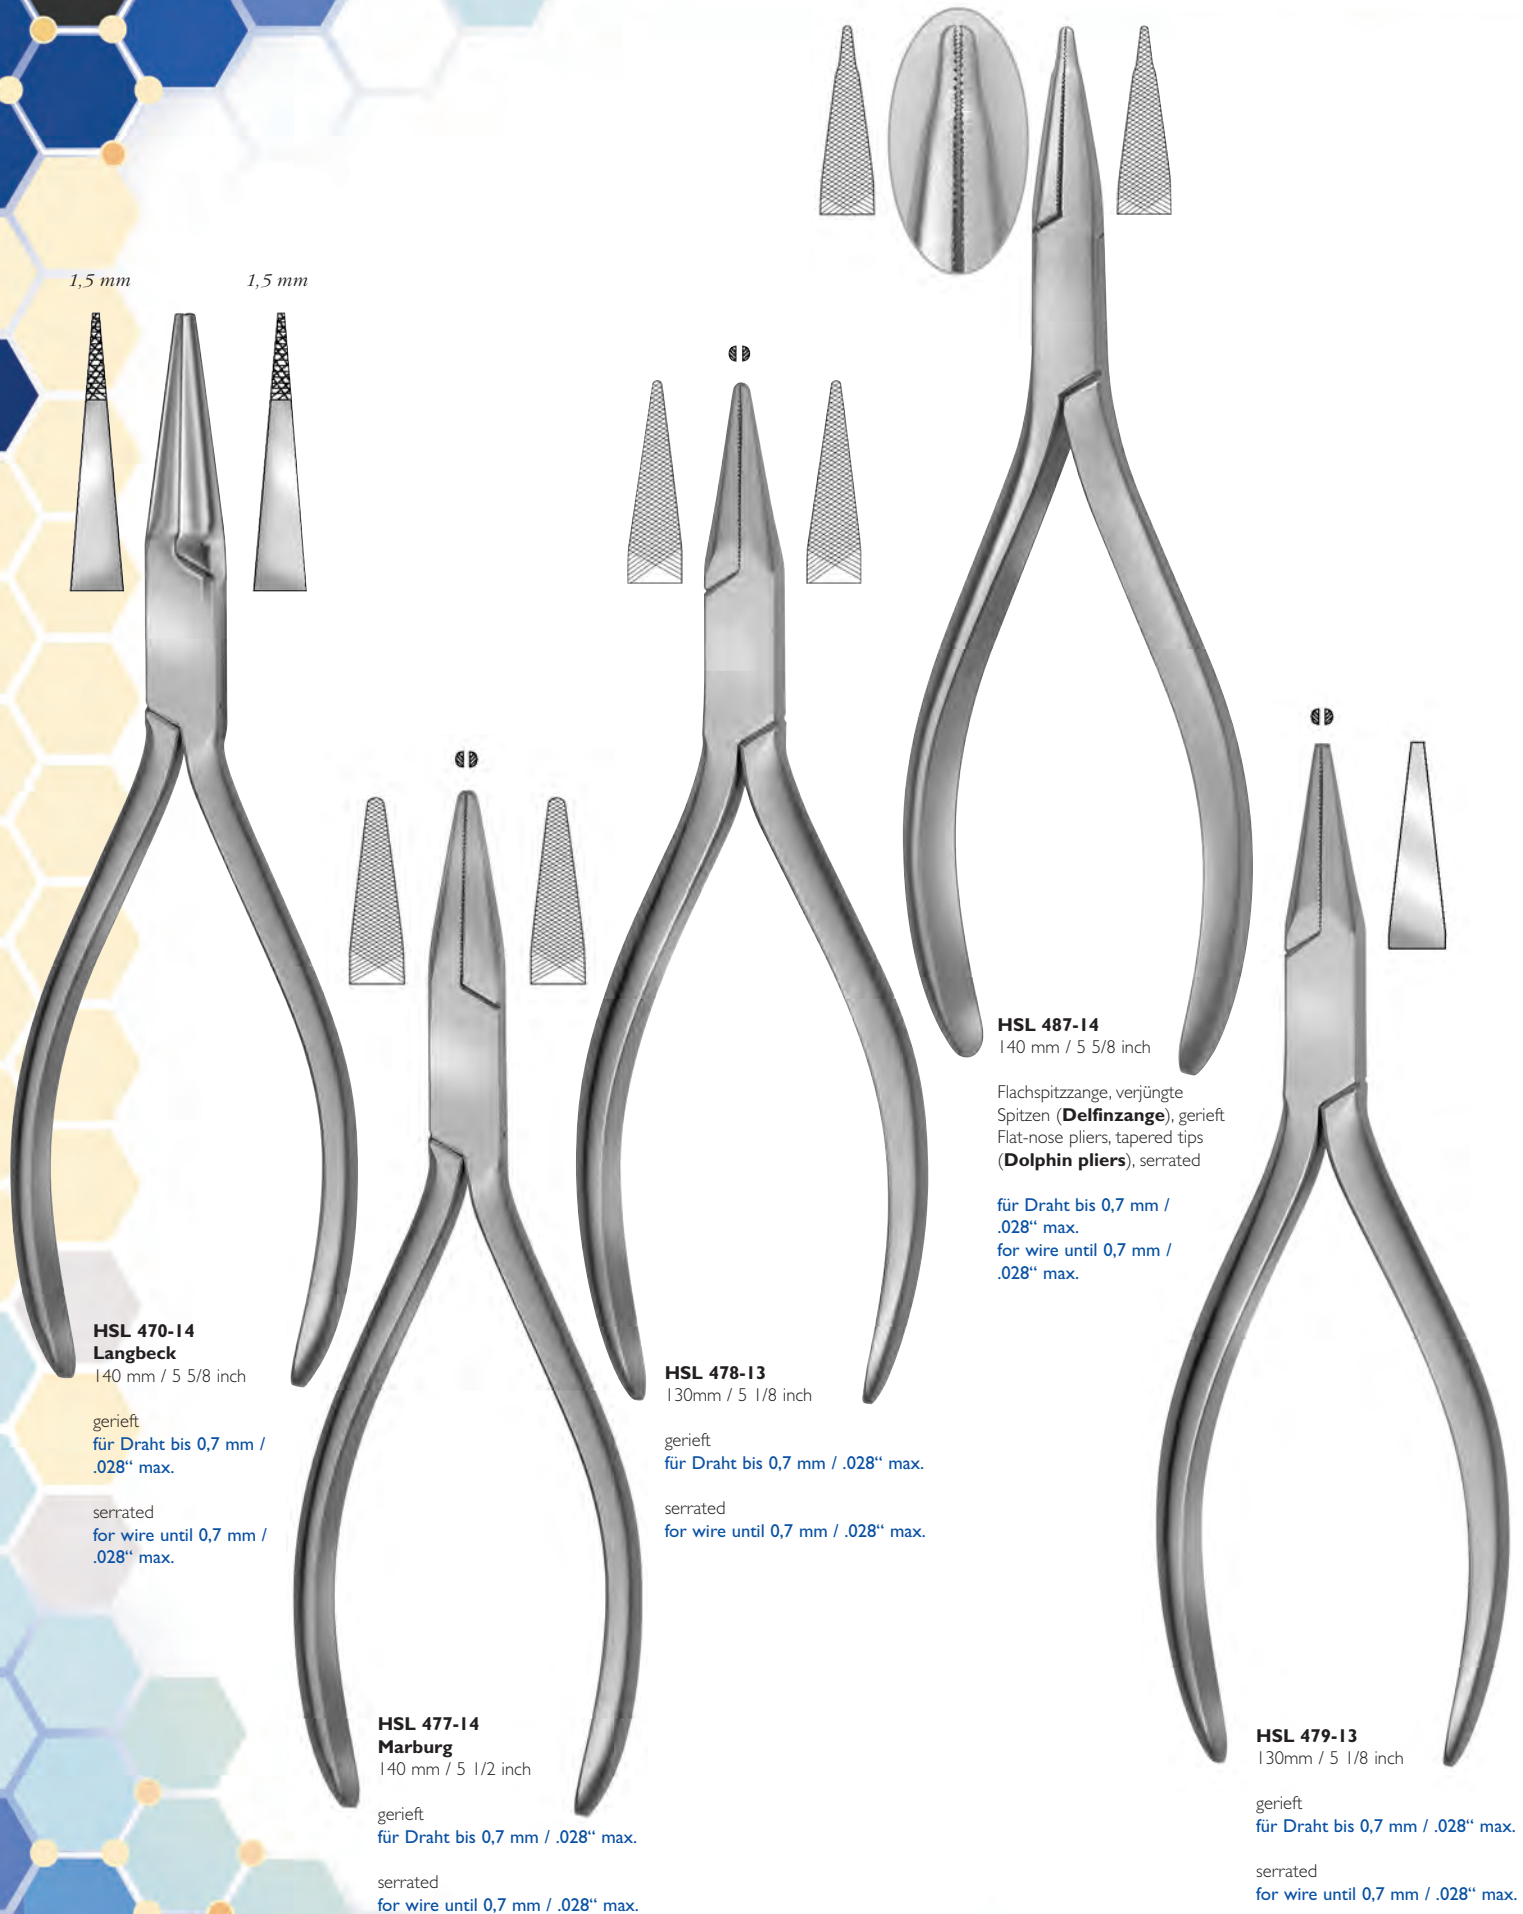 1,5 mm 1,5 mm
HSL 470-14
Langbeck
140 mm / 5 5/8 inch
gerieft
für Draht bis 0,7 mm /
.028“ max.
serrated
for wire until 0,7 mm /
.028“ max.
HSL 477-14
Marburg
140 mm / 5 1/2 inch
gerieft
für Draht bis 0,7 mm / .028“ max.
serrated
for wire until 0,7 mm / .028“ max.
HSL 478-13
130mm / 5 1/8 inch
gerieft
für Draht bis 0,7 mm / .028“ max.
serrated
for wire until 0,7 mm / .028“ max.
HSL 487-14
140 mm / 5 5/8 inch
Flachspitzzange, verjüngte
Spitzen (Delfinzange), gerieft
Flat-nose pliers, tapered tips
(Dolphin pliers), serrated
für Draht bis 0,7 mm /
.028“ max.
for wire until 0,7 mm /
.028“ max.
HSL 479-13
130mm / 5 1/8 inch
gerieft
für Draht bis 0,7 mm / .028“ max.
serrated
for wire until 0,7 mm / .028“ max.